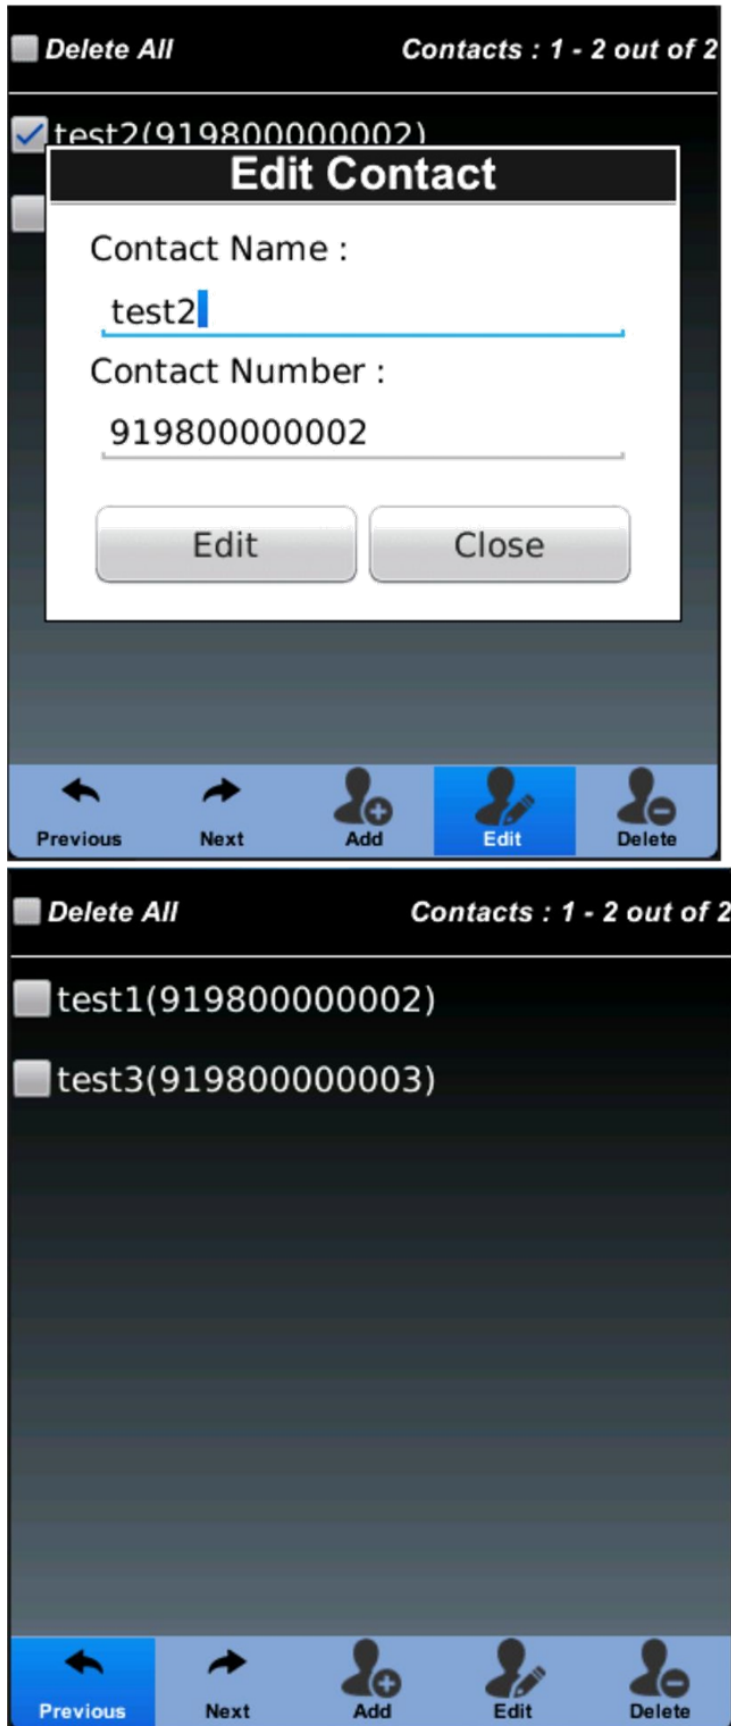 Delete All Contacts : 1 - 2 out of 2
test2(919800000002)
Edit Contact
Contact Name :
test2
Contact Number :
919800000002
Edit Close
Previous Next Add Edit Delete
Delete All Contacts : 1 - 2 out of 2
test1(919800000002)
test3(919800000003)
Previous Next Add Edit Delete